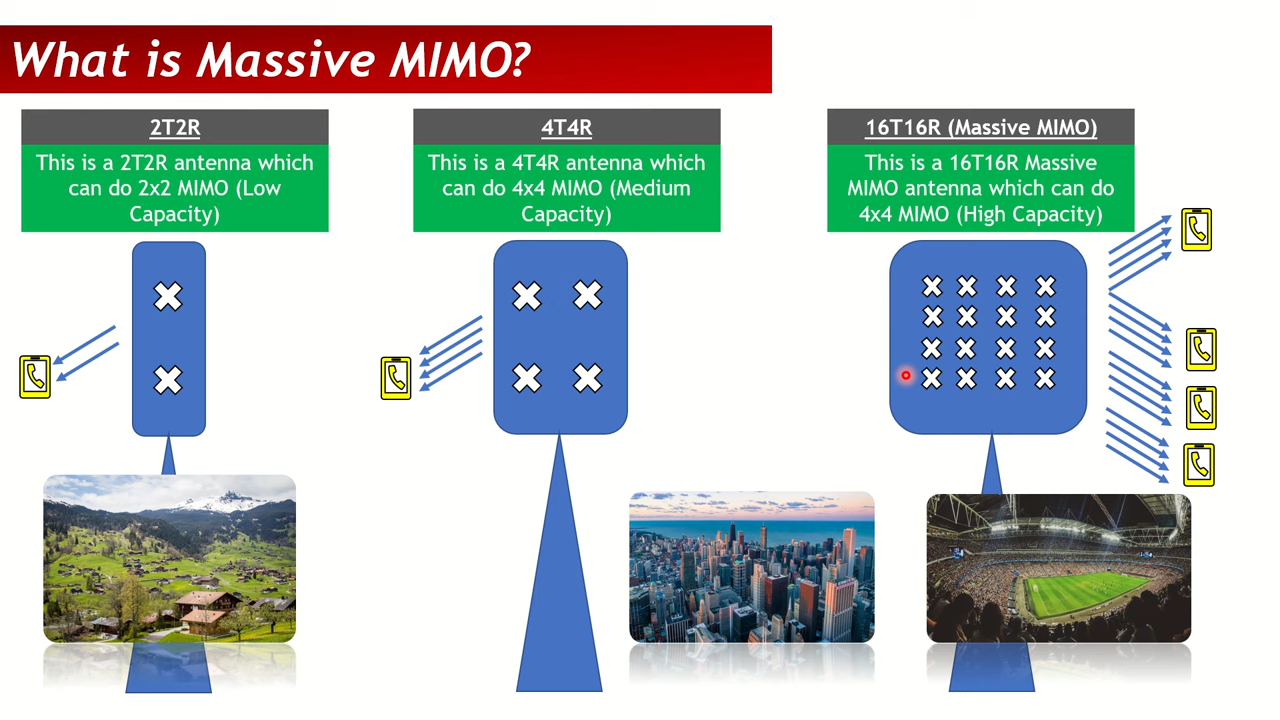 What is Massive MIMO?
2T2R
This is a 2T2R antenna which
can do 2x2 MIMO (Low
Capacity)
4T4R
This is a 4T4R antenna which
can do 4x4 MIMO (Medium
Capacity)
16T16R (Massive MIMO)
This is a 16T16R Massive
MIMO antenna which can do
4x4 MIMO (High Capacity)